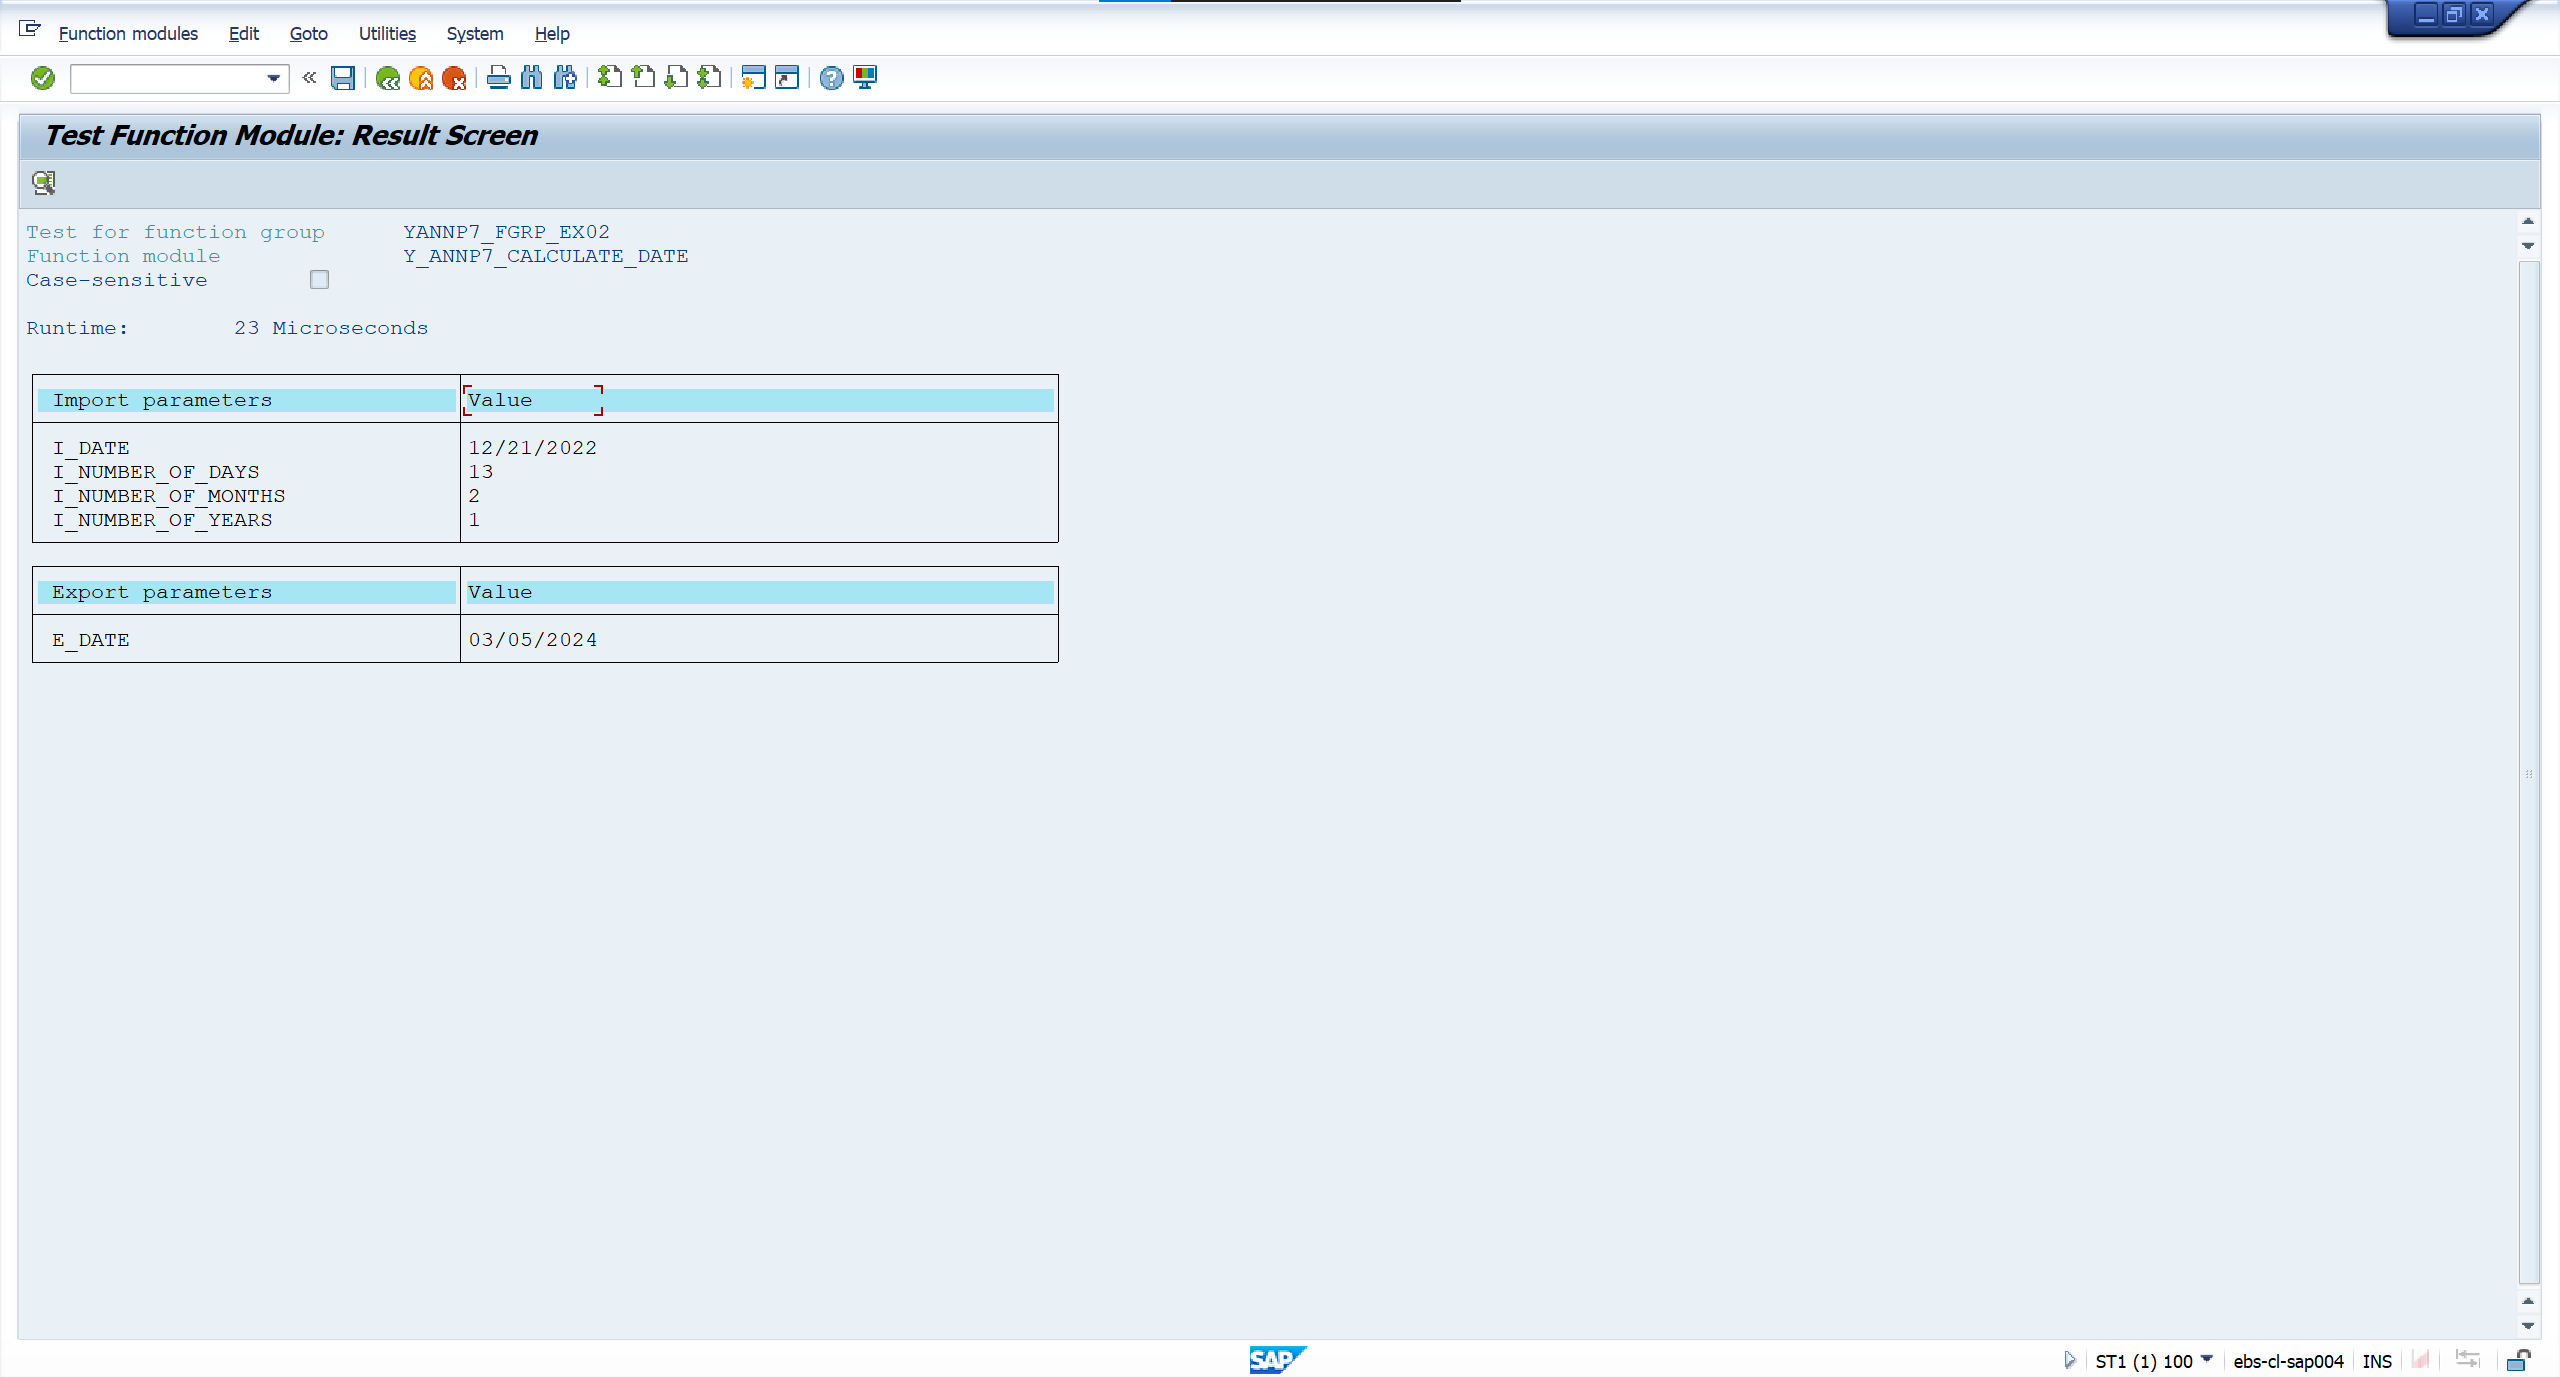 Function modules Edit Goto Utilities System Help
Test Function Module: Result Screen
Test for function group YANNP7_FGRP_EX02
Function module Y_ANNP7_CALCULATE_DATE
Case-sensitive
Runtime: 23 Microseconds
Import parameters Value
I_DATE 12/21/2022
I_NUMBER_OF_DAYS 13
I_NUMBER_OF_MONTHS 2
I_NUMBER_OF_YEARS 1
Export parameters Value
E_DATE 03/05/2024
SAP ST1 (1) 100 ebs-cl-sap004 INS